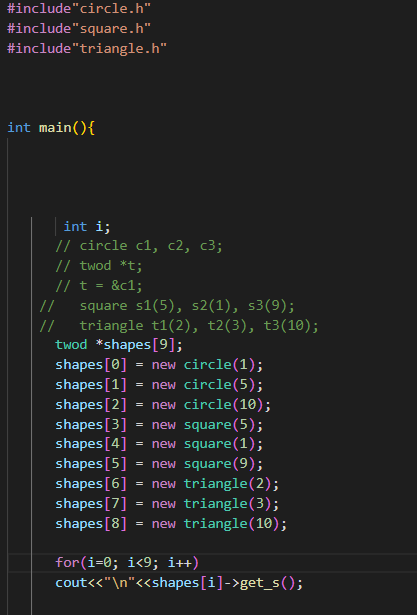 #include"circle.h"
#include"square.h"
#include"triangle.h"
int main(){
int i;
// circle c1, c2, c3;
// twod *t;
// t = &c1;
//   square s1(5), s2(1), s3(9);
//   triangle t1(2), t2(3), t3(10);
twod *shapes[9];
shapes[0] = new circle(1);
shapes[1] = new circle(5);
shapes[2] = new circle(10);
shapes[3] = new square(5);
shapes[4] = new square(1);
shapes[5] = new square(9);
shapes[6] = new triangle(2);
shapes[7] = new triangle(3);
shapes[8] = new triangle(10);
for(i=0; i<9; i++)
cout<<"\n"<<shapes[i]->get_s();